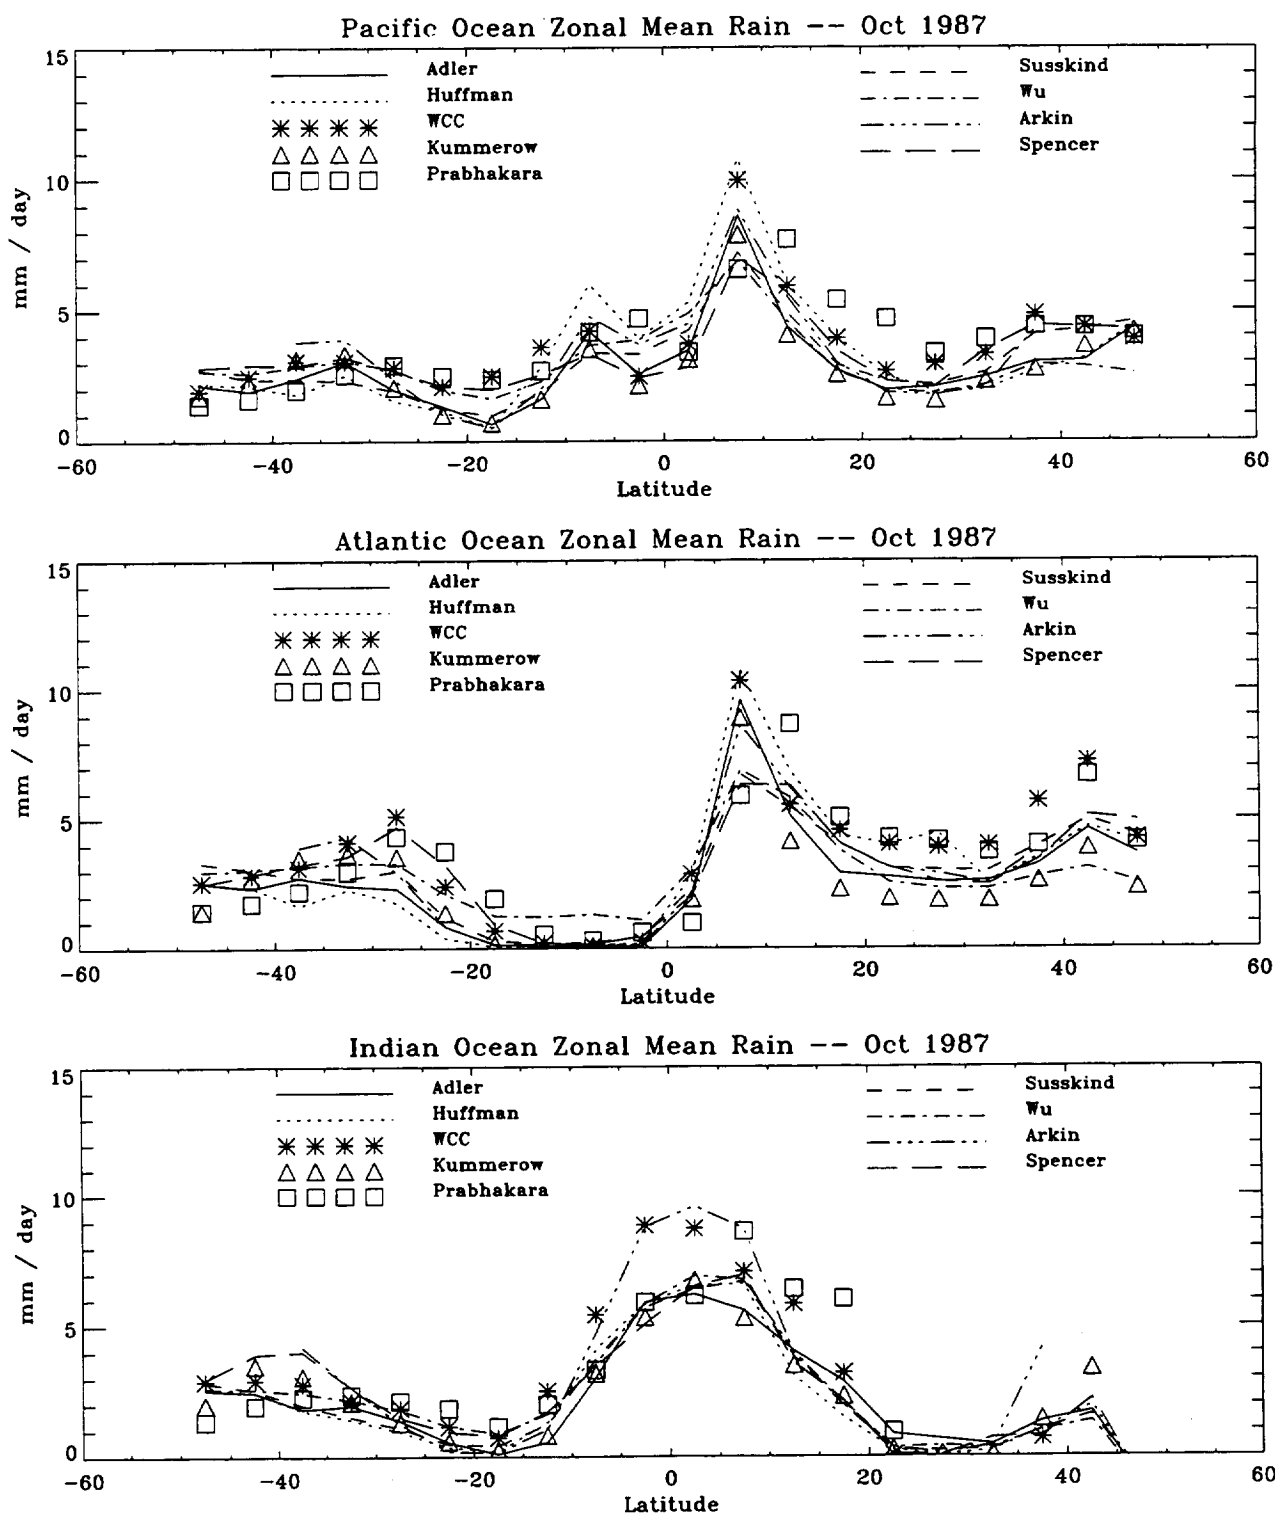 Pacific Ocean Zonal Mean Rain -- Oct 1987
15
Adler
Huffman
WCC
Kummerow
Prabhakara
Susskind
Wu
Arkin
Spencer
10
5
0
mm / day
-60 -40 -20 0 20 40 60
Latitude
Atlantic Ocean Zonal Mean Rain -- Oct 1987
15
Adler
Huffman
WCC
Kummerow
Prabhakara
Susskind
Wu
Arkin
Spencer
10
5
0
mm / day
-60 -40 -20 0 20 40 60
Latitude
Indian Ocean Zonal Mean Rain -- Oct 1987
15
Adler
Huffman
WCC
Kummerow
Prabhakara
Susskind
Wu
Arkin
Spencer
10
5
0
mm / day
-60 -40 -20 0 20 40 60
Latitude